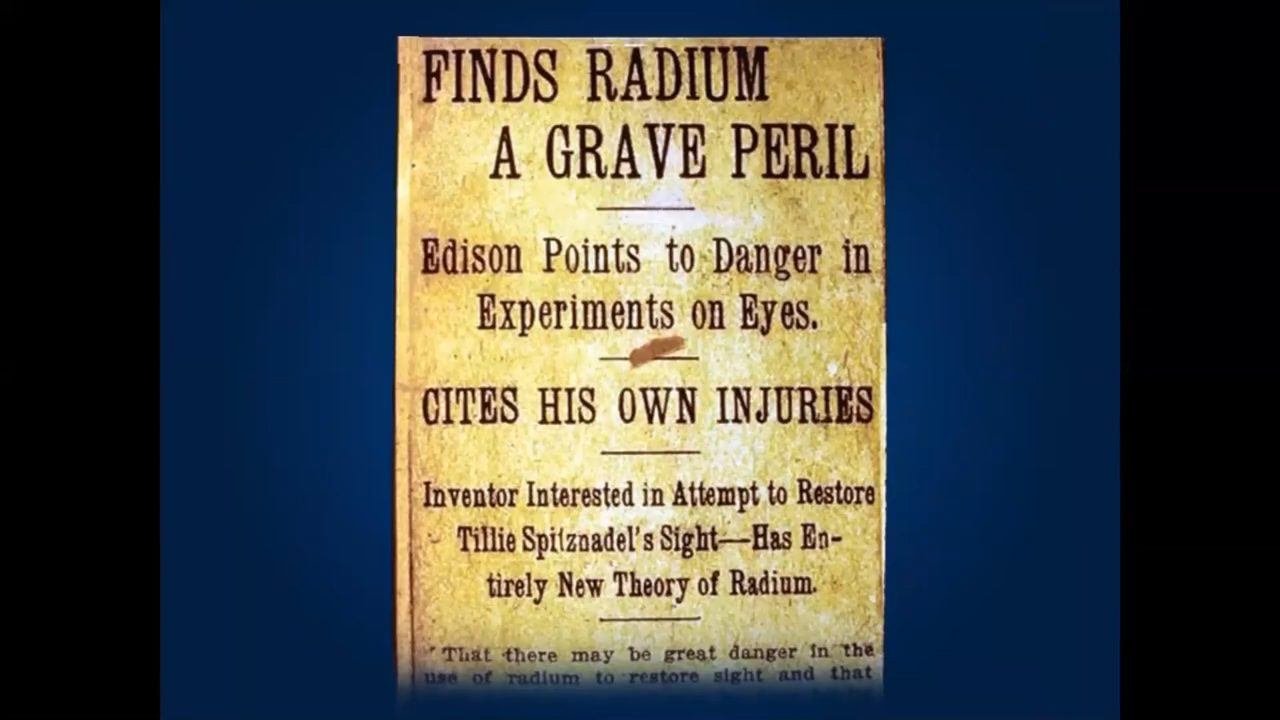 FINDS RADIUM
A GRAVE PERIL
Edison Points to Danger in
Experiments on Eyes.
CITES HIS OWN INJURIES
Inventor Interested in Attempt to Restore
Tillie Spitznadel's Sight—Has En-
tirely New Theory of Radium.
"That there may be great danger in the
use of radium to restore sight and that